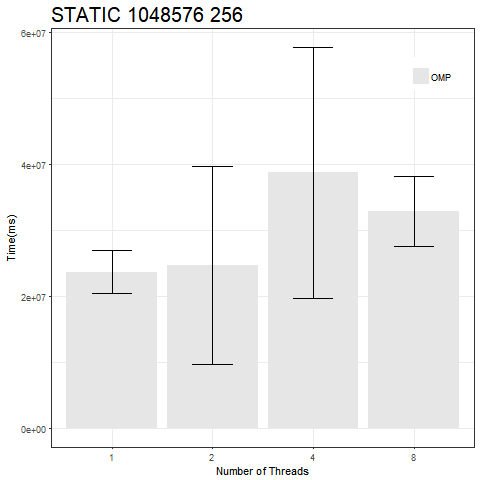 STATIC 1048576 256
6e+07
OMP
4e+07
Time(ms)
2e+07
0e+00
1 2 4 8
Number of Threads